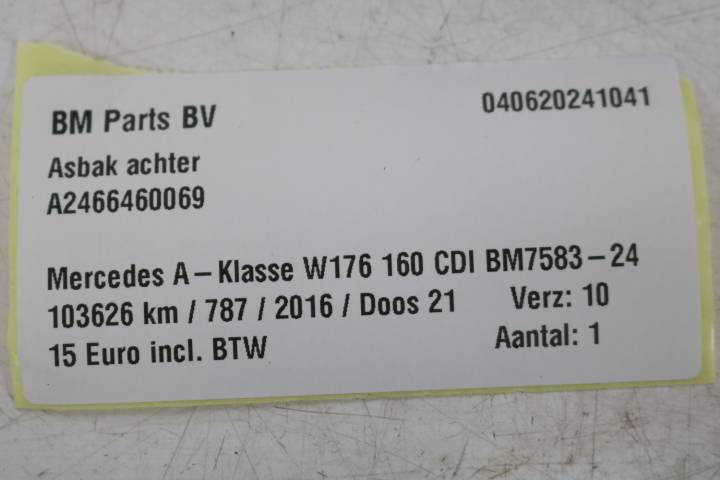 BM Parts BV 040620241041
Asbak achter
A2466460069
Mercedes A-Klasse W176 160 CDI BM7583-24
103626 km / 787 / 2016 / Doos 21 Verz: 10
15 Euro incl. BTW Aantal: 1